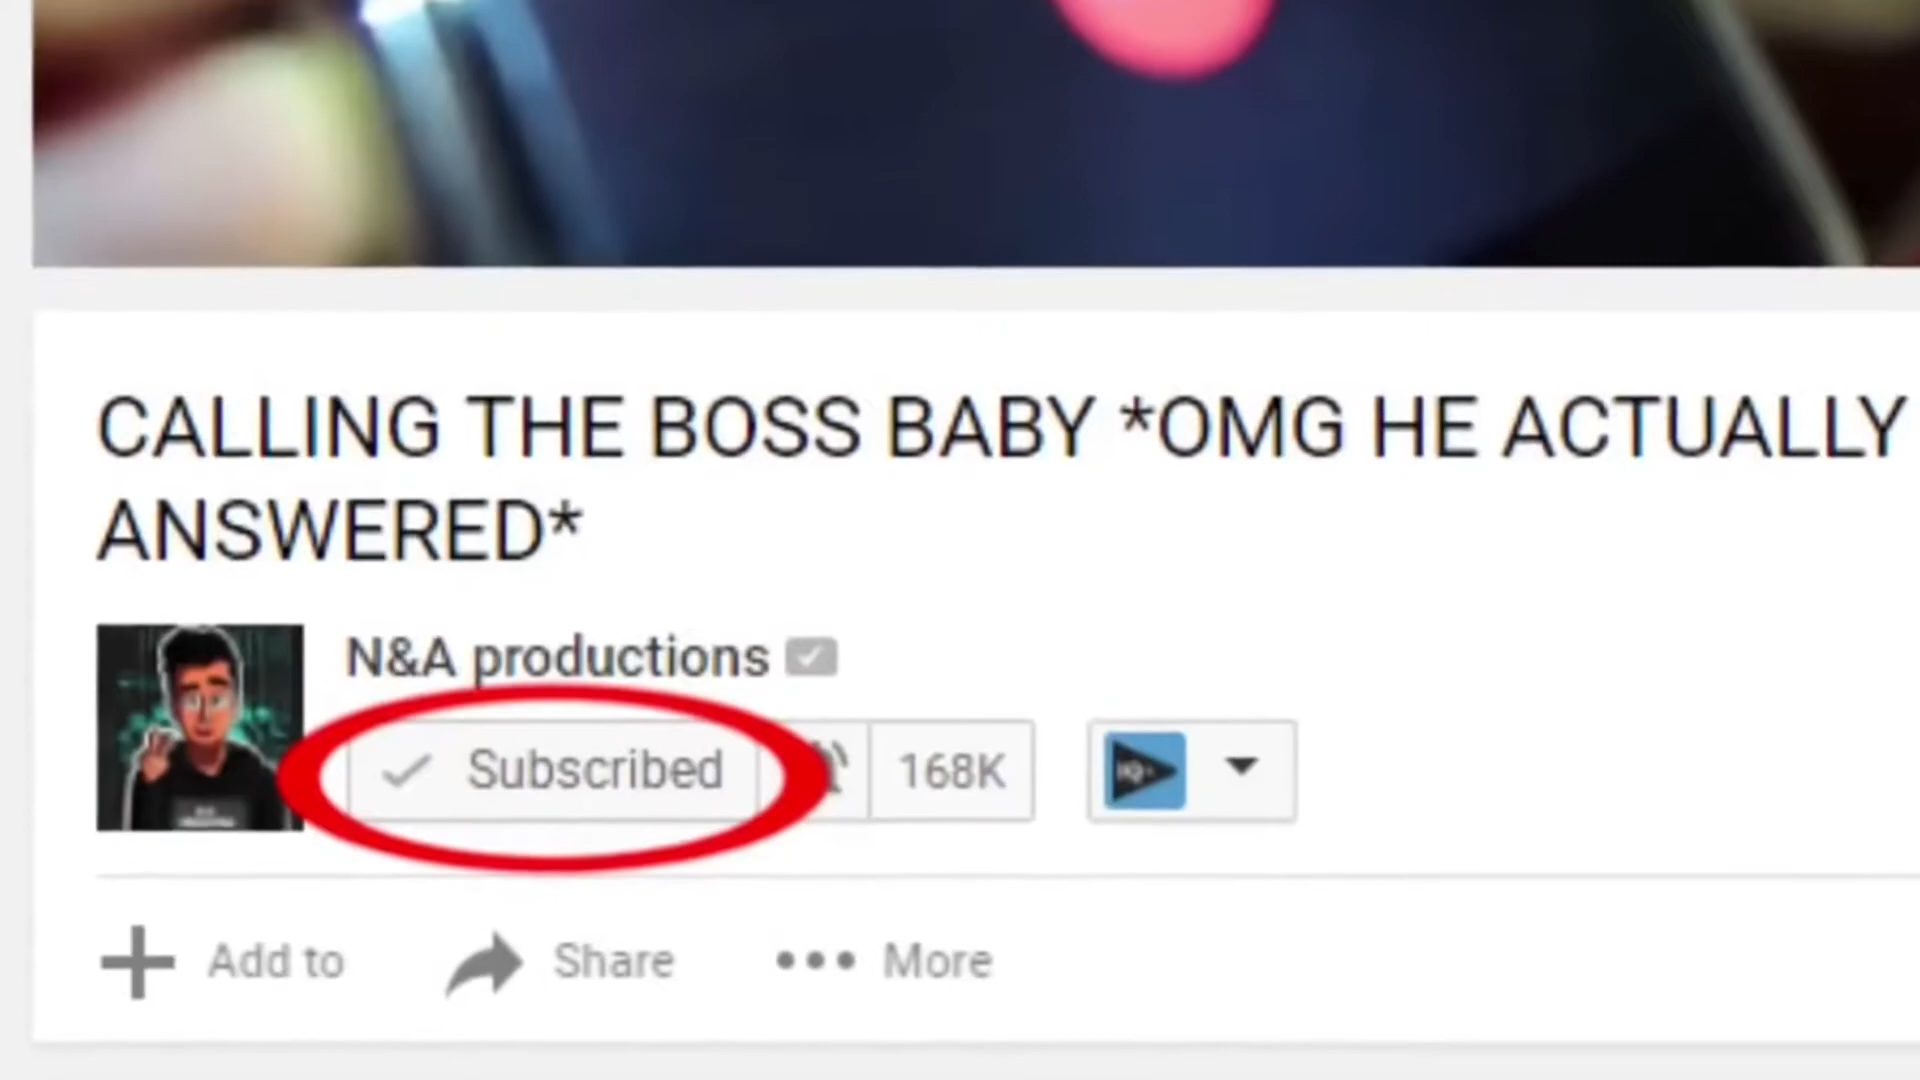 CALLING THE BOSS BABY *OMG HE ACTUALLY
ANSWERED*
N&A productions
Subscribed
168K
Add to
Share
More